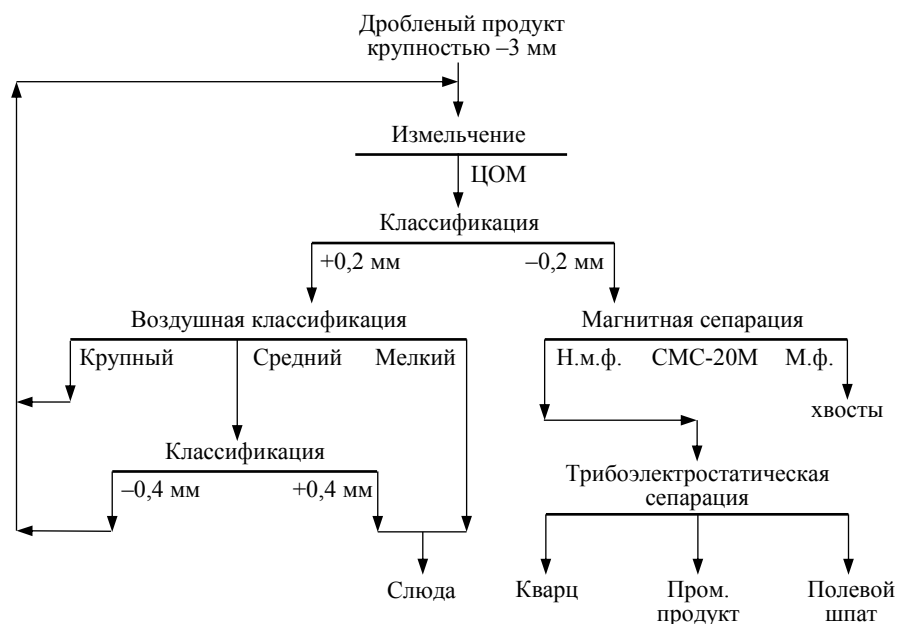 Дробленый продукт
крупностью –3 мм
Измельчение
ЦОМ
Классификация
+0,2 мм
–0,2 мм
Воздушная классификация
Магнитная сепарация
Крупный
Средний
Мелкий
Н.м.ф.
СМС-20М
М.ф.
хвосты
Классификация
–0,4 мм
+0,4 мм
Трибоэлектростатическая
сепарация
Слюда
Кварц
Пром.
продукт
Полевой
шпат